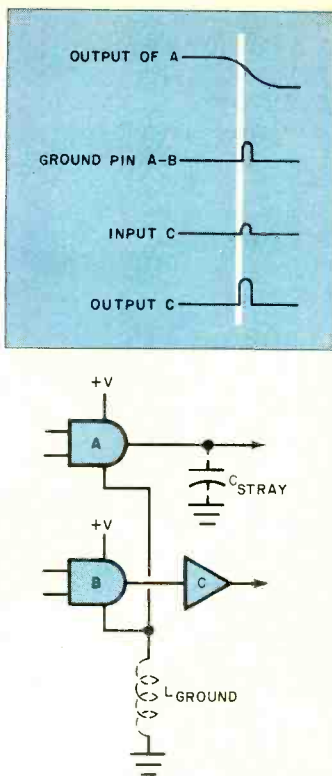 OUTPUT OF A
GROUND PIN A-B
INPUT C
OUTPUT C
+V
A
C STRAY
+V
B
C
L GROUND